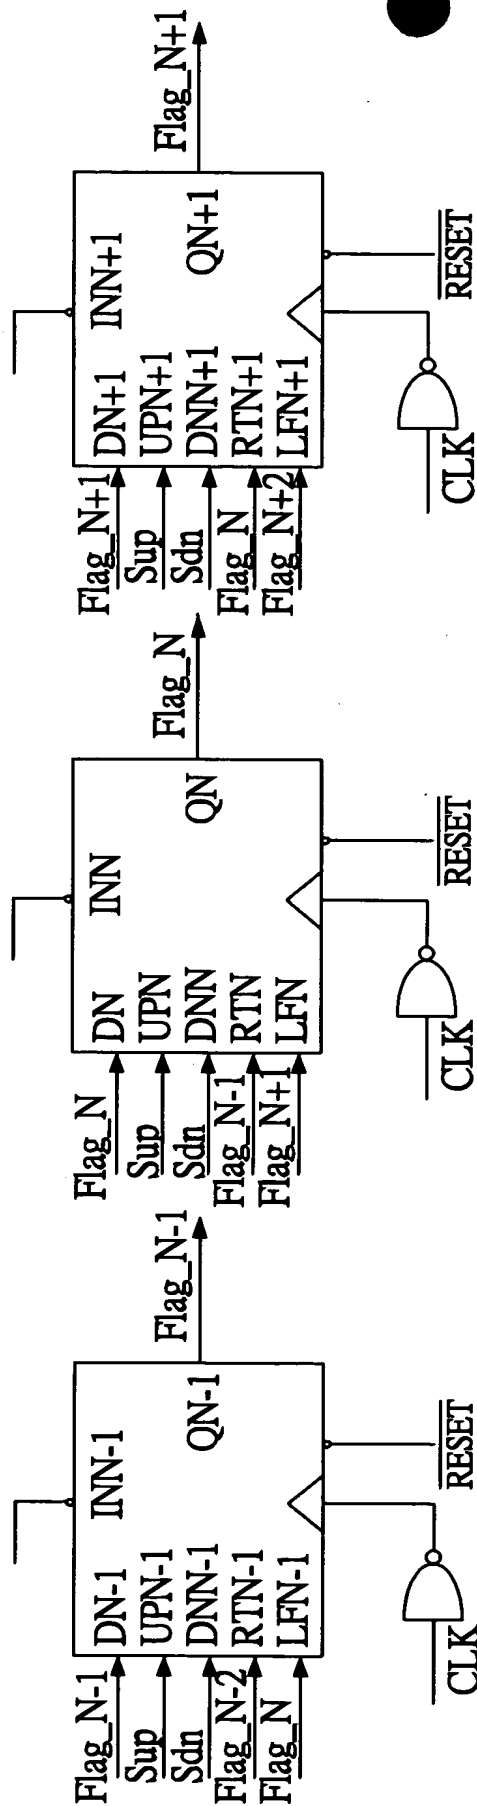 Flag_N-1
Sup
Sdn
Flag_N-2
Flag_N
DN-1
UPN-1
DNN-1
RTN-1
LFN-1
INN-1
QN-1
Flag_N-1
CLK
RESET
Flag_N
Sup
Sdn
Flag_N-1
Flag_N+1
DN
UPN
DNN
RTN
LFN
INN
QN
Flag_N
CLK
RESET
Flag_N+1
Sup
Sdn
Flag_N
Flag_N+2
DN+1
UPN+1
DNN+1
RTN+1
LFN+1
INN+1
QN+1
Flag_N+1
CLK
RESET